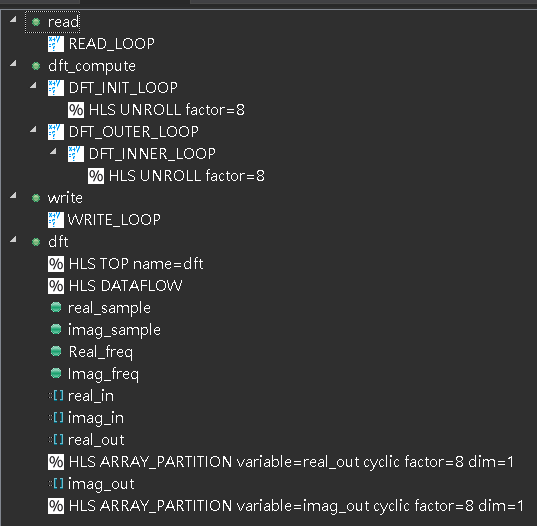 read
READ_LOOP
dft_compute
DFT_INIT_LOOP
% HLS UNROLL factor=8
DFT_OUTER_LOOP
DFT_INNER_LOOP
% HLS UNROLL factor=8
write
WRITE_LOOP
dft
% HLS TOP name=dft
% HLS DATAFLOW
real_sample
imag_sample
Real_freq
Imag_freq
real_in
imag_in
real_out
% HLS ARRAY_PARTITION variable=real_out cyclic factor=8 dim=1
imag_out
% HLS ARRAY_PARTITION variable=imag_out cyclic factor=8 dim=1